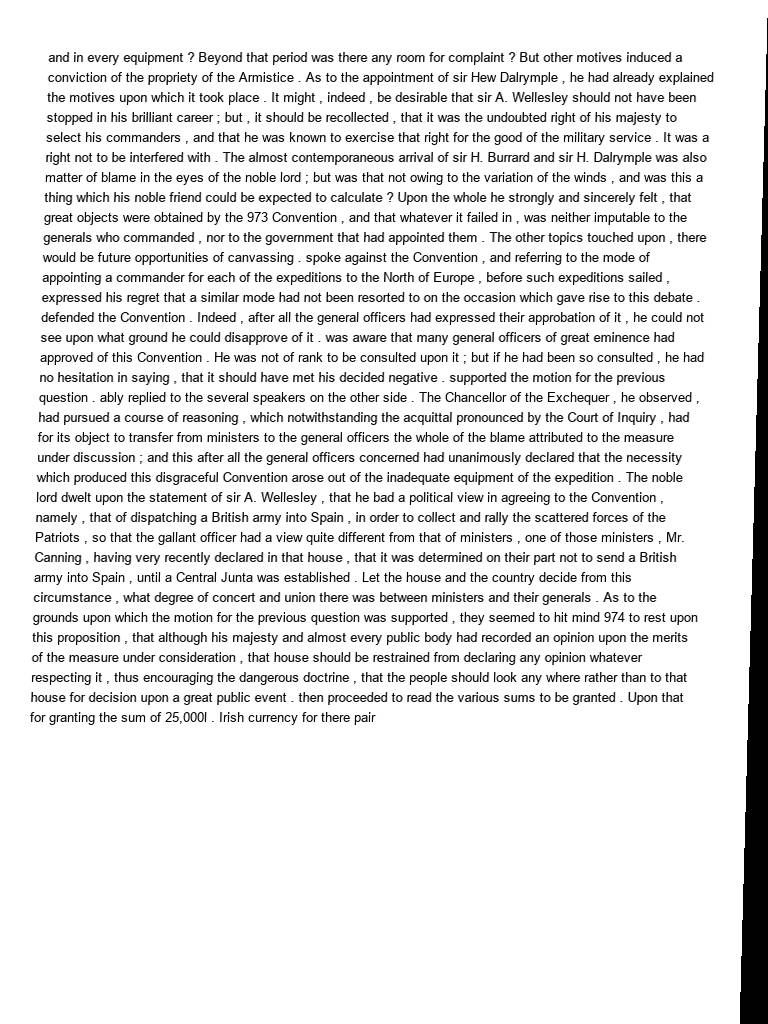 and in every equipment ? Beyond that period was there any room for complaint ? But other motives induced a
conviction of the propriety of the Armistice . As to the appointment of sir Hew Dalrymple , he had already explained
the motives upon which it took place . It might , indeed , be desirable that sir A. Wellesley should not have been
stopped in his brilliant career ; but , it should be recollected , that it was the undoubted right of his majesty to
select his commanders , and that he was known to exercise that right for the good of the military service . It was a
right not to be interfered with . The almost contemporaneous arrival of sir H. Burrard and sir H. Dalrymple was also
matter of blame in the eyes of the noble lord ; but was that not owing to the variation of the winds , and was this a
thing which his noble friend could be expected to calculate ? Upon the whole he strongly and sincerely felt , that
great objects were obtained by the 973 Convention , and that whatever it failed in , was neither imputable to the
generals who commanded , nor to the government that had appointed them . The other topics touched upon , there
would be future opportunities of canvassing . spoke against the Convention , and referring to the mode of
appointing a commander for each of the expeditions to the North of Europe , before such expeditions sailed ,
expressed his regret that a similar mode had not been resorted to on the occasion which gave rise to this debate .
defended the Convention . Indeed , after all the general officers had expressed their approbation of it , he could not
see upon what ground he could disapprove of it . was aware that many general officers of great eminence had
approved of this Convention . He was not of rank to be consulted upon it ; but if he had been so consulted , he had
no hesitation in saying , that it should have met his decided negative . supported the motion for the previous
question . ably replied to the several speakers on the other side . The Chancellor of the Exchequer , he observed ,
had pursued a course of reasoning , which notwithstanding the acquittal pronounced by the Court of Inquiry , had
for its object to transfer from ministers to the general officers the whole of the blame attributed to the measure
under discussion ; and this after all the general officers concerned had unanimously declared that the necessity
which produced this disgraceful Convention arose out of the inadequate equipment of the expedition . The noble
lord dwelt upon the statement of sir A. Wellesley , that he bad a political view in agreeing to the Convention ,
namely , that of dispatching a British army into Spain , in order to collect and rally the scattered forces of the
Patriots , so that the gallant officer had a view quite different from that of ministers , one of those ministers , Mr.
Canning , having very recently declared in that house , that it was determined on their part not to send a British
army into Spain , until a Central Junta was established . Let the house and the country decide from this
circumstance , what degree of concert and union there was between ministers and their generals . As to the
grounds upon which the motion for the previous question was supported , they seemed to hit mind 974 to rest upon
this proposition , that although his majesty and almost every public body had recorded an opinion upon the merits
of the measure under consideration , that house should be restrained from declaring any opinion whatever
respecting it , thus encouraging the dangerous doctrine , that the people should look any where rather than to that
house for decision upon a great public event . then proceeded to read the various sums to be granted . Upon that
for granting the sum of 25,000l . Irish currency for there pair